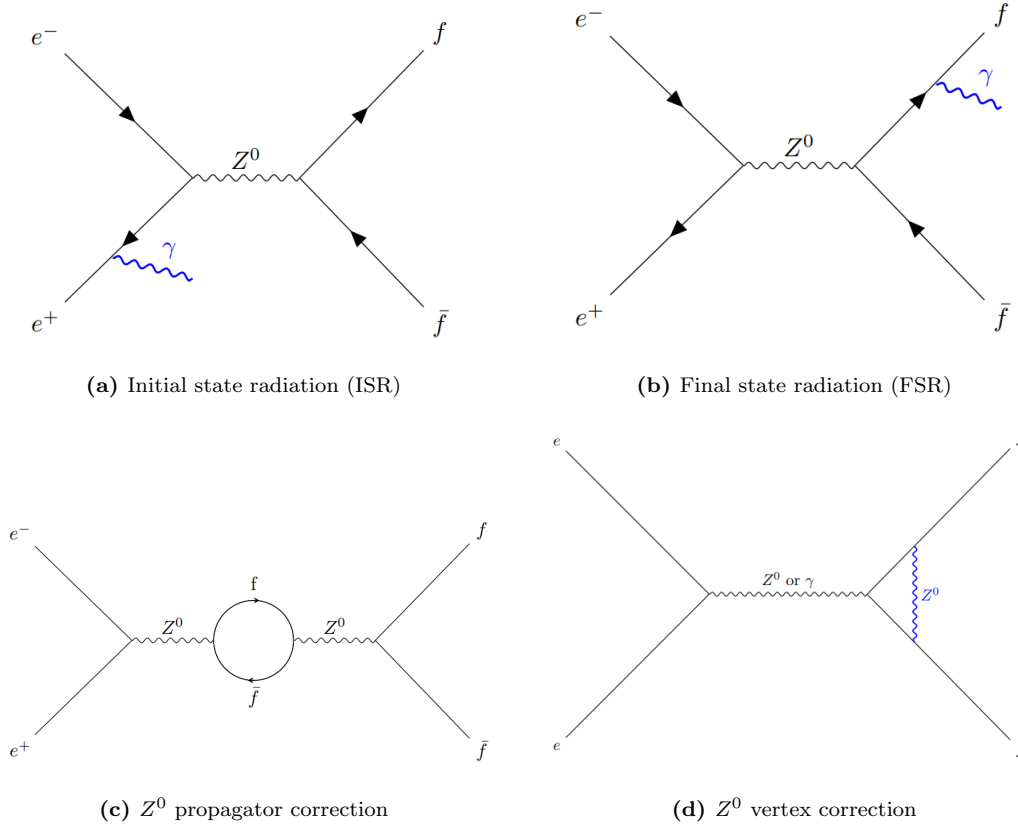 e⁻ f
γ
Z⁰
γ
e⁺ f̄
(a) Initial state radiation (ISR)
e⁻ f
γ
Z⁰
e⁺ f̄
(b) Final state radiation (FSR)
e⁻ f
f
Z⁰ Z⁰
f̄
e⁺ f̄
(c) Z⁰ propagator correction
e
Z⁰ or γ Z⁰
e
(d) Z⁰ vertex correction